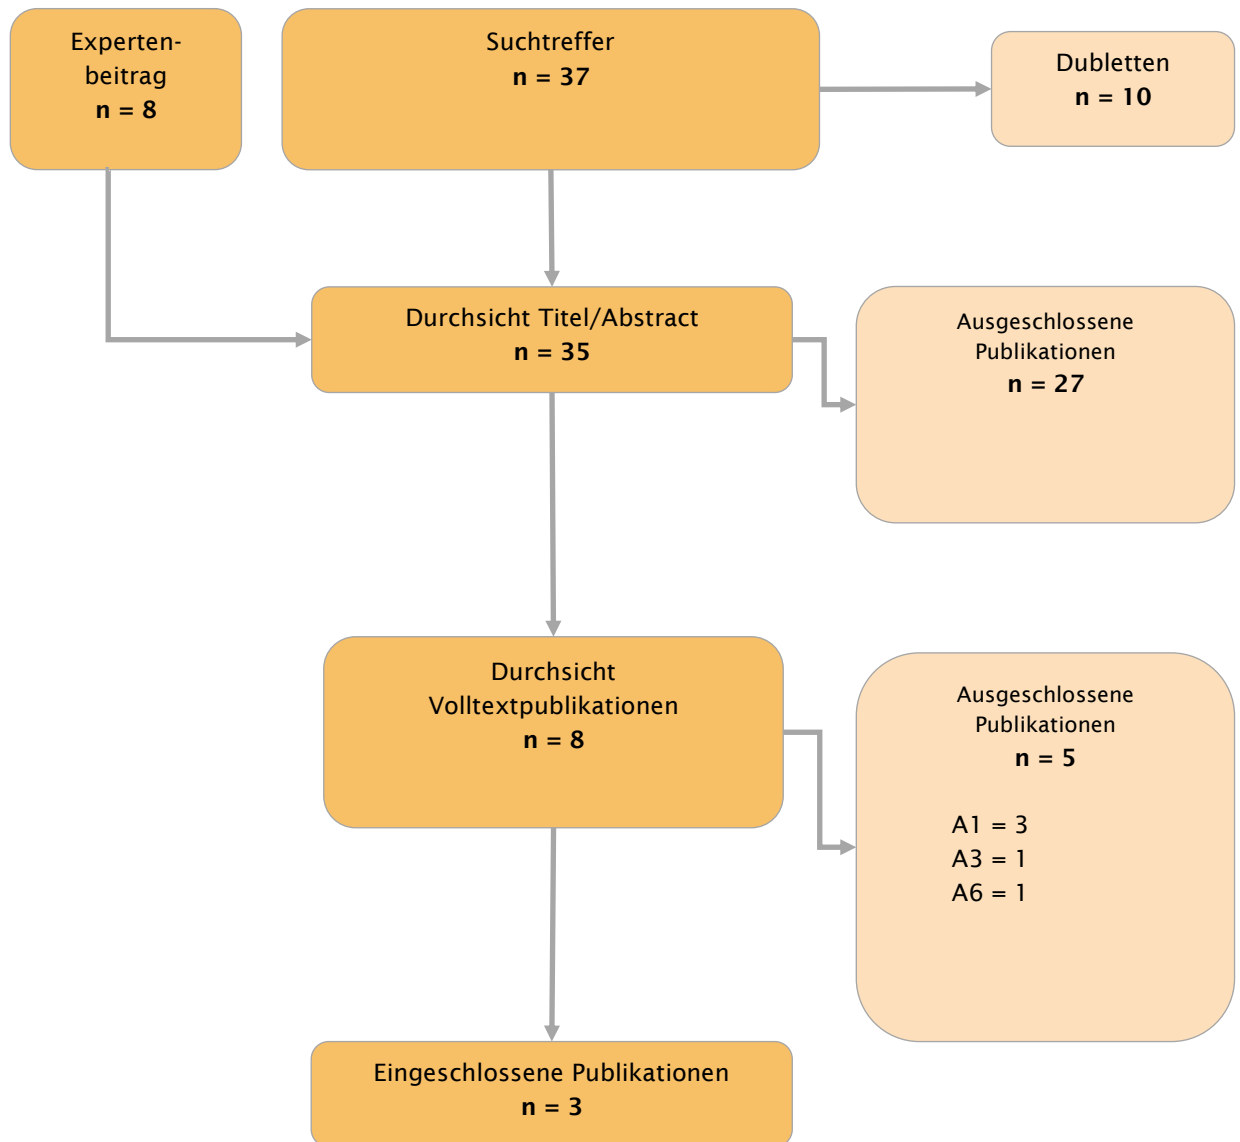 Experten-
beitrag
n = 8
Suchtreffer
n = 37
Dubletten
n = 10
Durchsicht Titel/Abstract
n = 35
Ausgeschlossene
Publikationen
n = 27
Durchsicht
Volltextpublikationen
n = 8
Ausgeschlossene
Publikationen
n = 5
A1 = 3
A3 = 1
A6 = 1
Eingeschlossene Publikationen
n = 3